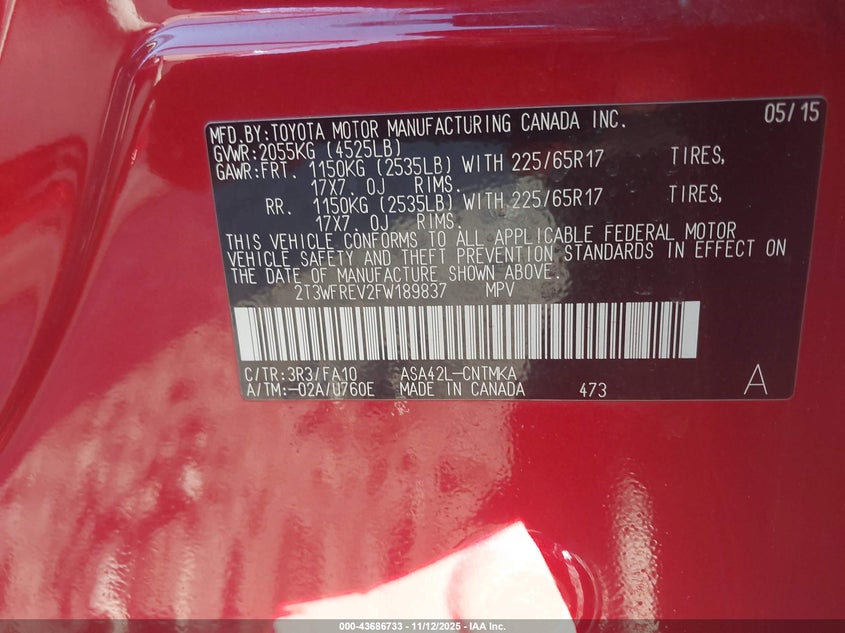 MFD.BY:TOYOTA MOTOR MANUFACTURING CANADA INC. 05/15
GVWR:2055KG (4525LB)
GAWR:FRT. 1150KG (2535LB) WITH 225/65R17 TIRES,
17X7.0J RIMS.
RR. 1150KG (2535LB) WITH 225/65R17 TIRES,
17X7.0J RIMS.
THIS VEHICLE CONFORMS TO ALL APPLICABLE FEDERAL MOTOR
VEHICLE SAFETY AND THEFT PREVENTION STANDARDS IN EFFECT ON
THE DATE OF MANUFACTURE SHOWN ABOVE.
2T3WFREV2FW189837 MPV
C/TR:3R3/FA10 ASA42L-CNTMKA
A/TM:-02A/U760E MADE IN CANADA 473 A
000-43686733 - 11/12/2025 - IAA Inc.